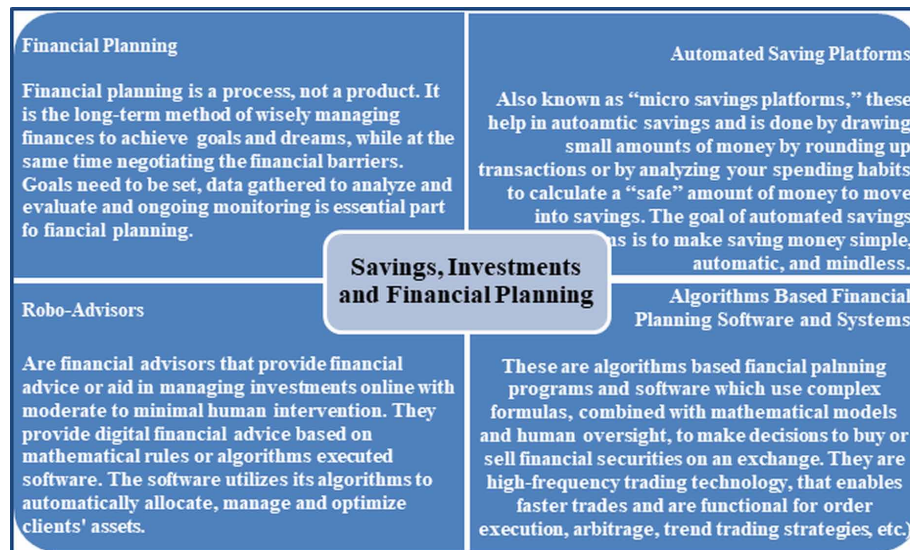 Financial Planning
Financial planning is a process, not a product. It
is the long-term method of wisely managing
finances to achieve goals and dreams, while at
the same time negotiating the financial barriers.
Goals need to be set, data gathered to analyze and
evaluate and ongoing monitoring is essential part
fo fiancial planning.
Automated Saving Platforms
Also known as “micro savings platforms,” these
help in autoamtic savings and is done by drawing
small amounts of money by rounding up
transactions or by analyzing your spending habits
to calculate a “safe” amount of money to move
into savings. The goal of automated savings
is to make saving money simple,
automatic, and mindless.
Savings, Investments
and Financial Planning
Robo-Advisors
Are financial advisors that provide financial
advice or aid in managing investments online with
moderate to minimal human intervention. They
provide digital financial advice based on
mathematical rules or algorithms executed
software. The software utilizes its algorithms to
automatically allocate, manage and optimize
clients' assets.
Algorithms Based Financial
Planning Software and Systems
These are algorithms based fiancial palnning
programs and software which use complex
formulas, combined with mathematical models
and human oversight, to make decisions to buy or
sell financial securities on an exchange. They are
high-frequency trading technology, that enables
faster trades and are functional for order
execution, arbitrage, trend trading strategies, etc.)